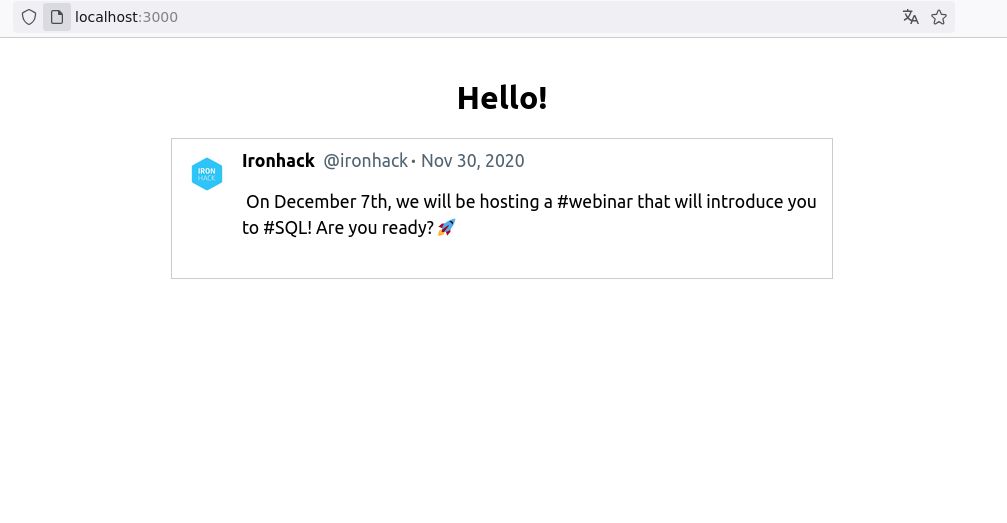 localhost:3000
Hello!
IRON
HACK
Ironhack @ironhack · Nov 30, 2020
On December 7th, we will be hosting a #webinar that will introduce you
to #SQL! Are you ready? 🚀